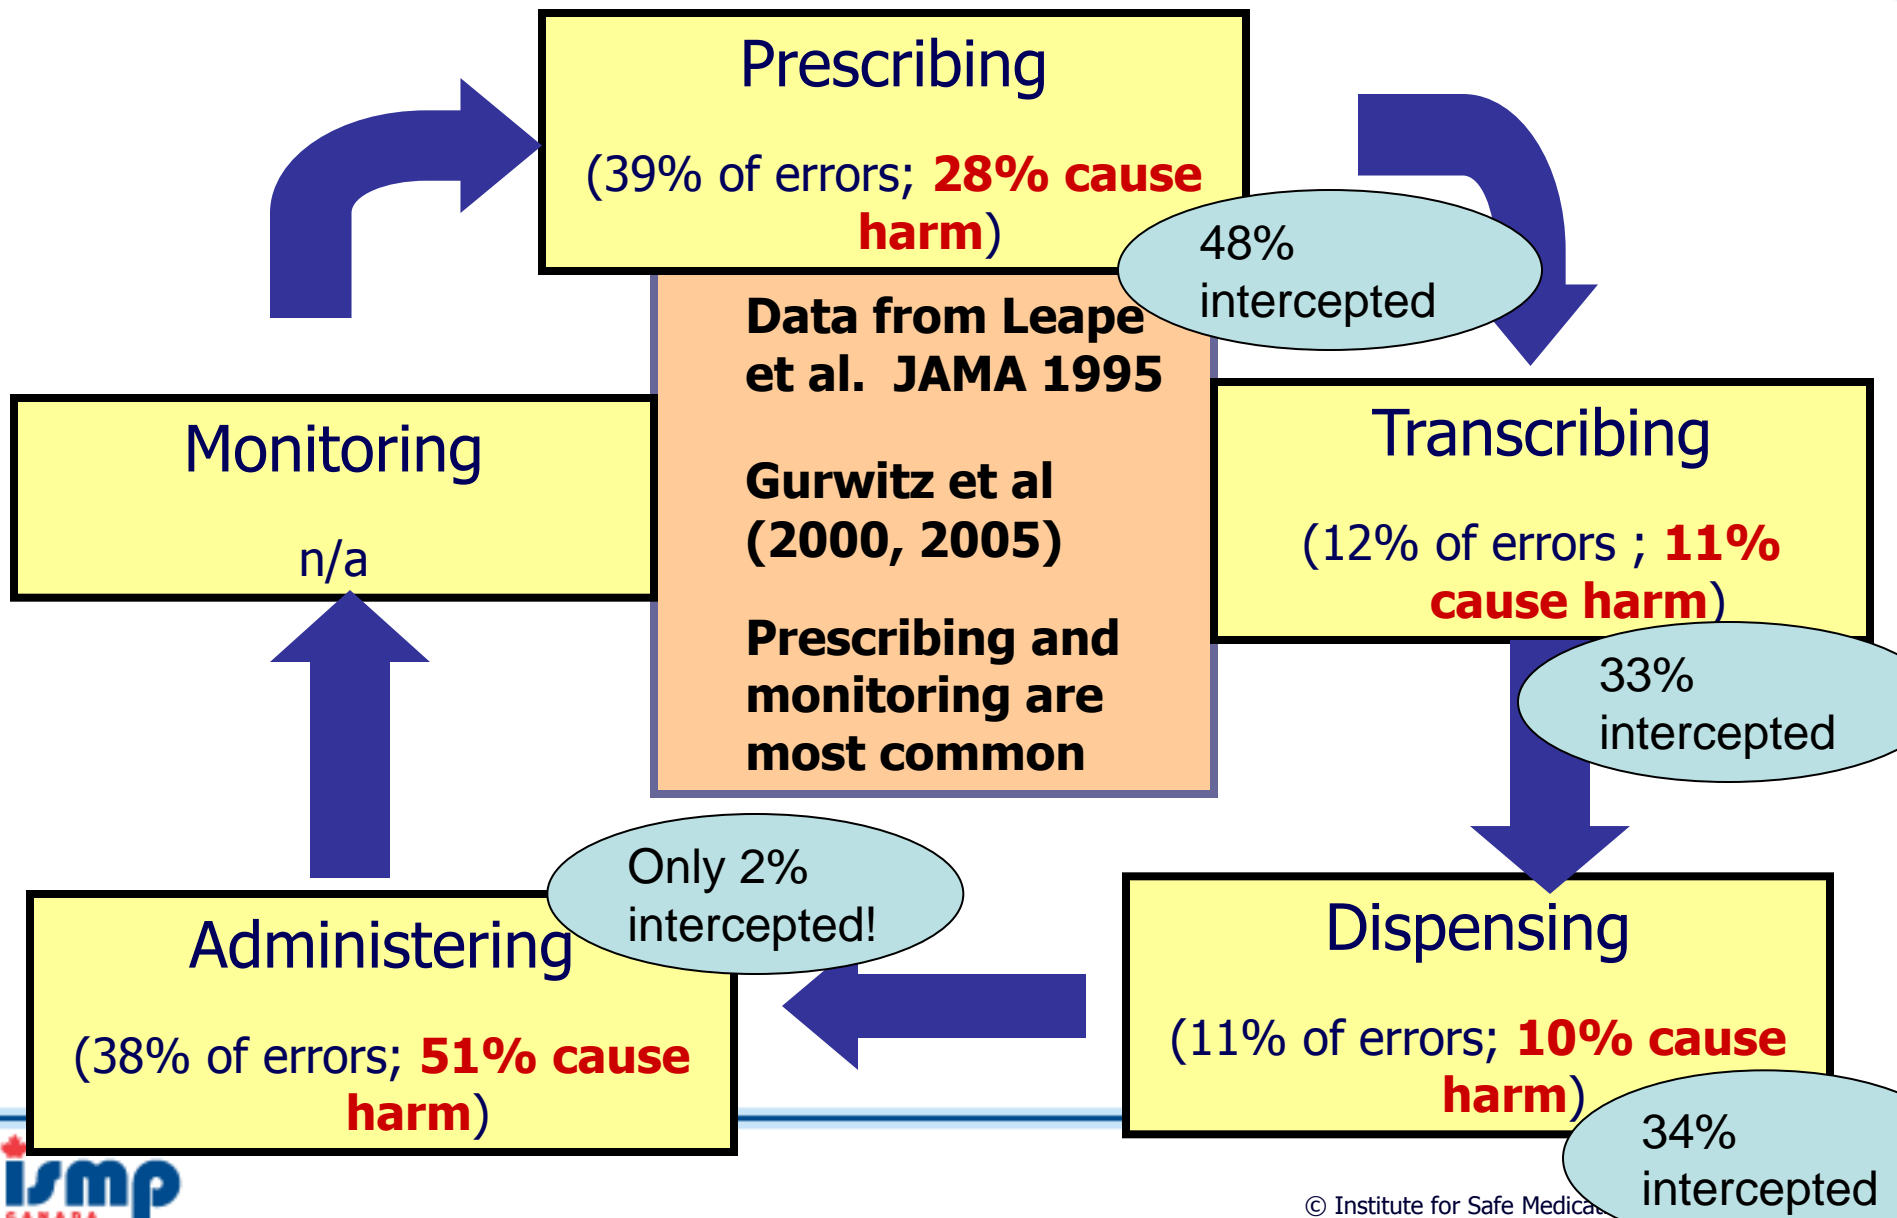 Prescribing
(39% of errors; 28% cause
harm)
48%
intercepted
Data from Leape
et al. JAMA 1995
Gurwitz et al
(2000, 2005)
Prescribing and
monitoring are
most common
Transcribing
(12% of errors ; 11%
cause harm)
33%
intercepted
Dispensing
(11% of errors; 10% cause
harm)
34%
intercepted
Only 2%
intercepted!
Administering
(38% of errors; 51% cause
harm)
Monitoring
n/a
ismp
CANADA
© Institute for Safe